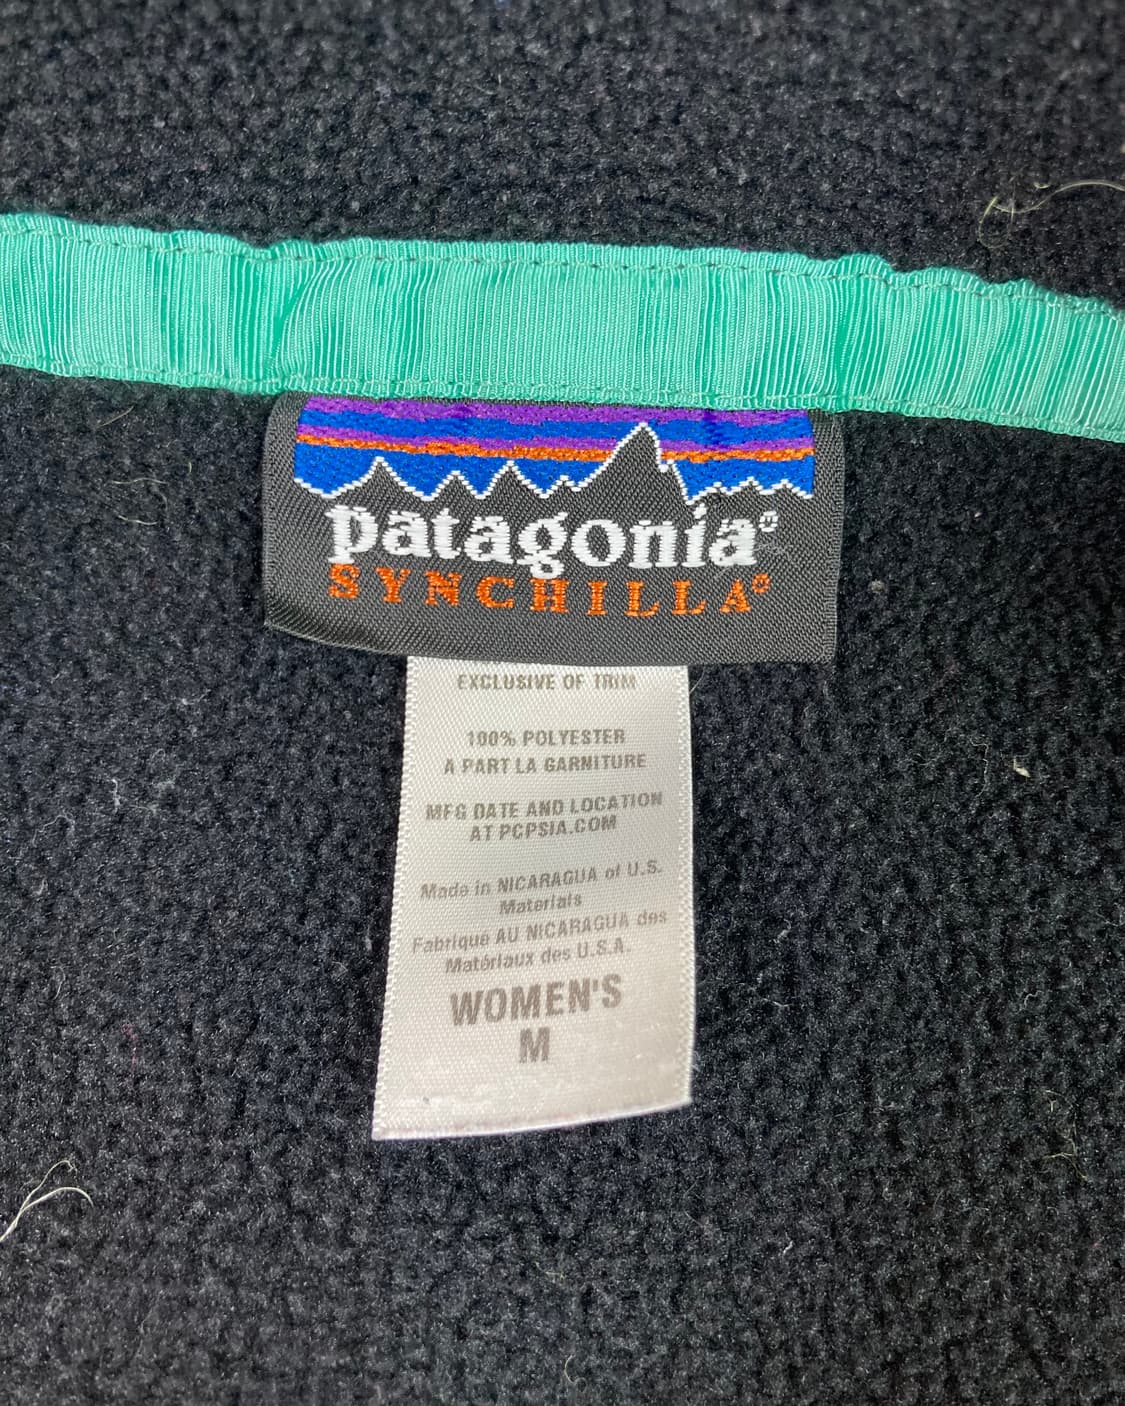 patagonia®
SYNCHILLA®
EXCLUSIVE OF TRIM
100% POLYESTER
A PART LA GARNITURE
MFG DATE AND LOCATION
AT PCPSIA.COM
Made in NICARAGUA of U.S.
Materials
Fabriqué AU NICARAGUA des
Matériaux des U.S.A.
WOMEN'S
M